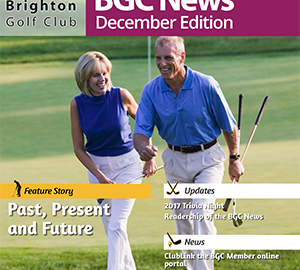 Brighton
Golf Club
BGC News
December Edition
Feature Story
Past, Present
and Future
Updates
2017 Trivia Night
Readership of the BGC News
News
Clublink the BGC Member online
portal